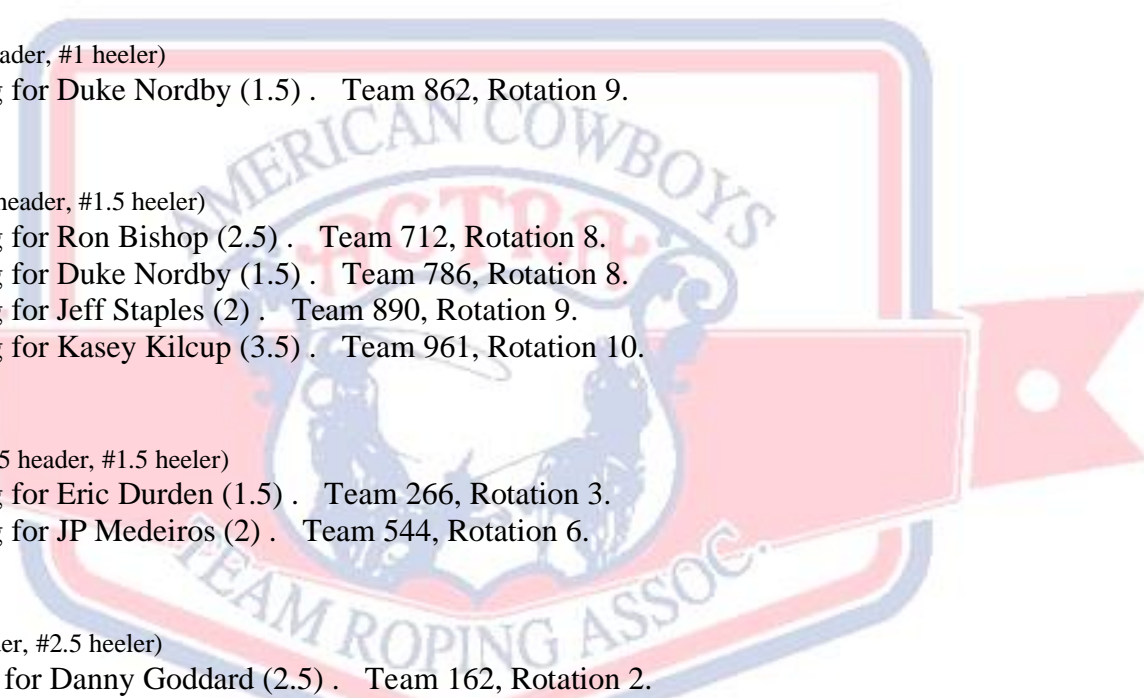 ader, #1 heeler)
g for Duke Nordby (1.5) . Team 862, Rotation 9.
AMERICAN COWBOYS
ACTRA
header, #1.5 heeler)
g for Ron Bishop (2.5) . Team 712, Rotation 8.
g for Duke Nordby (1.5) . Team 786, Rotation 8.
g for Jeff Staples (2) . Team 890, Rotation 9.
g for Kasey Kilcup (3.5) . Team 961, Rotation 10.
5 header, #1.5 heeler)
g for Eric Durden (1.5) . Team 266, Rotation 3.
g for JP Medeiros (2) . Team 544, Rotation 6.
TEAM ROPING ASSOC.
er, #2.5 heeler)
for Danny Goddard (2.5) . Team 162, Rotation 2.